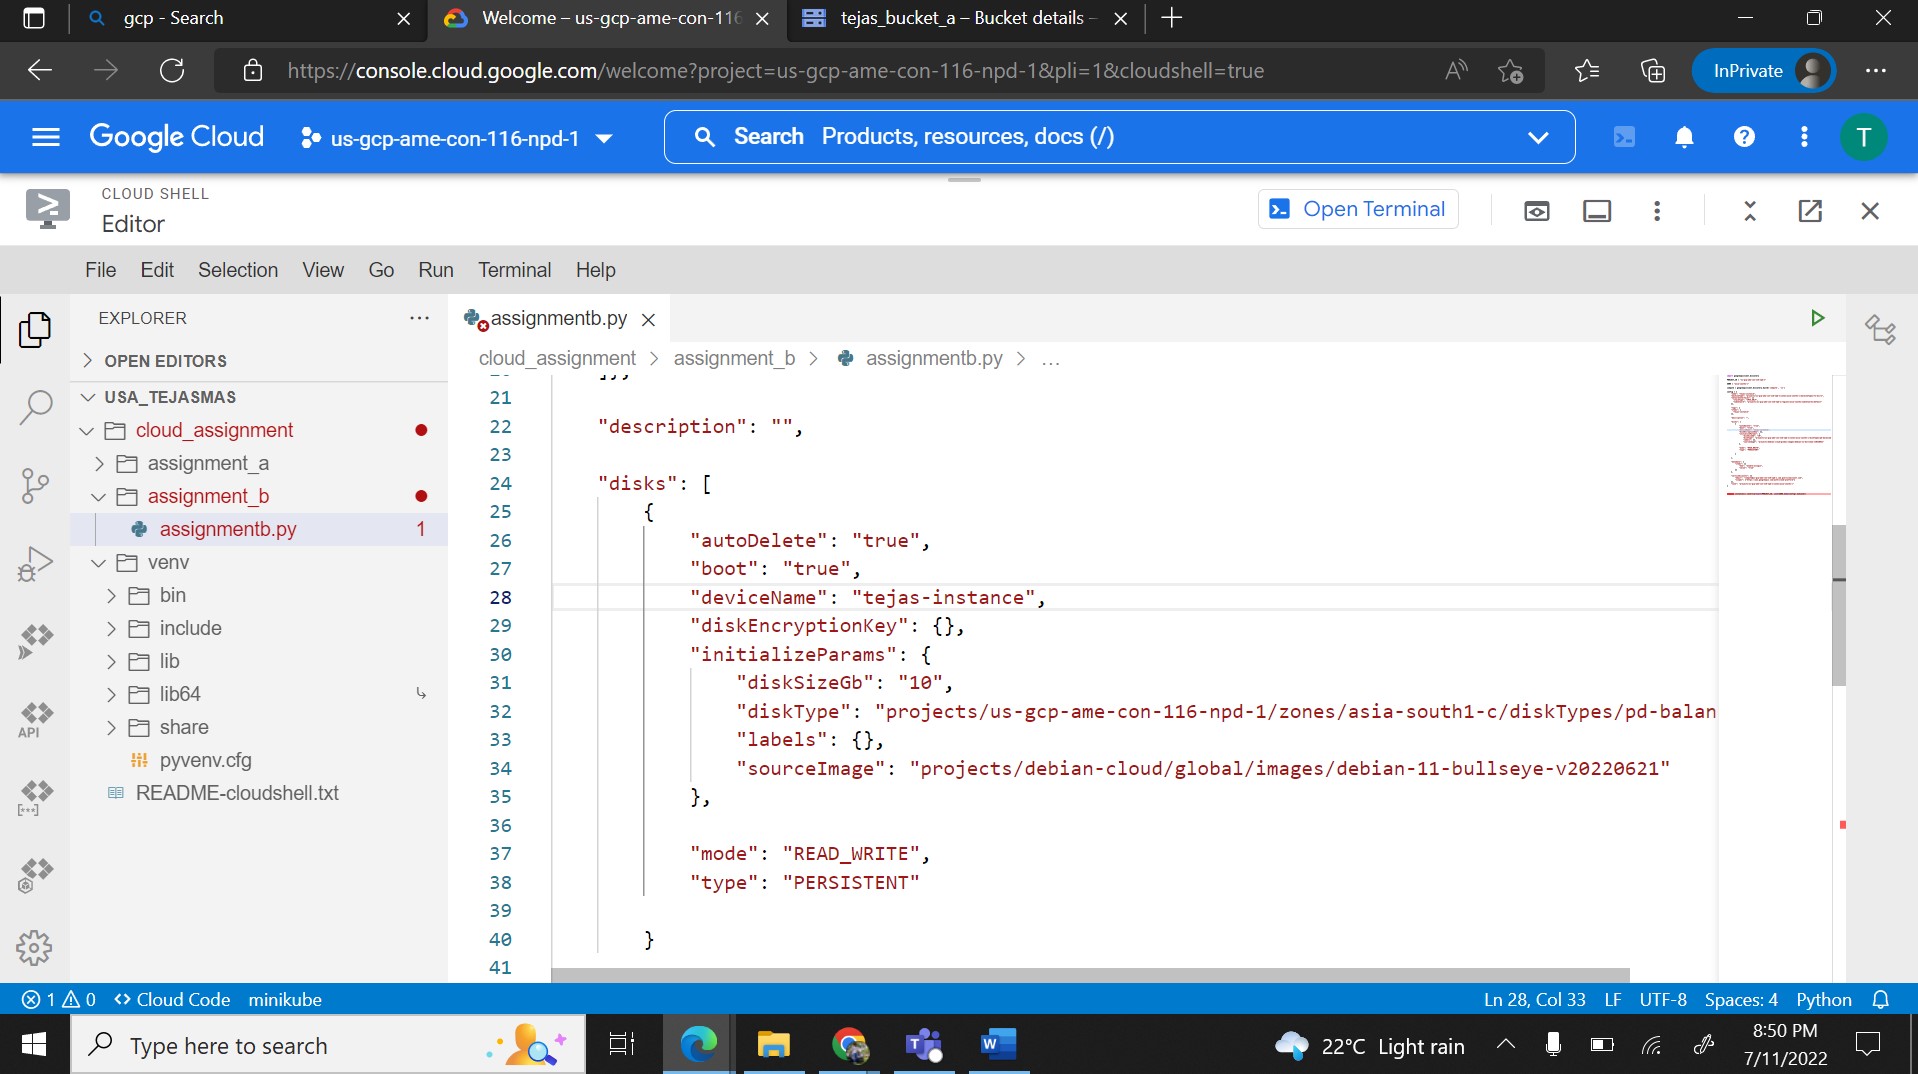 gcp - Search
Welcome – us-gcp-ame-con-116
tejas_bucket_a – Bucket details –
https://console.cloud.google.com/welcome?project=us-gcp-ame-con-116-npd-1&pli=1&cloudshell=true
InPrivate
Google Cloud
us-gcp-ame-con-116-npd-1
Search Products, resources, docs (/)
T
CLOUD SHELL
Editor
Open Terminal
File Edit Selection View Go Run Terminal Help
EXPLORER
OPEN EDITORS
USA_TEJASMAS
cloud_assignment
assignment_a
assignment_b
assignmentb.py 1
venv
bin
include
lib
lib64
share
pyvenv.cfg
README-cloudshell.txt
API
assignmentb.py
cloud_assignment > assignment_b > assignmentb.py > ...
21
22 "description": "",
23
24 "disks": [
25 {
26 "autoDelete": "true",
27 "boot": "true",
28 "deviceName": "tejas-instance",
29 "diskEncryptionKey": {},
30 "initializeParams": {
31 "diskSizeGb": "10",
32 "diskType": "projects/us-gcp-ame-con-116-npd-1/zones/asia-south1-c/diskTypes/pd-balan
33 "labels": {},
34 "sourceImage": "projects/debian-cloud/global/images/debian-11-bullseye-v20220621"
35 },
36
37 "mode": "READ_WRITE",
38 "type": "PERSISTENT"
39
40 }
41
1 0 <> Cloud Code minikube
Ln 28, Col 33 LF UTF-8 Spaces: 4 Python
Type here to search
22°C Light rain
8:50 PM
7/11/2022